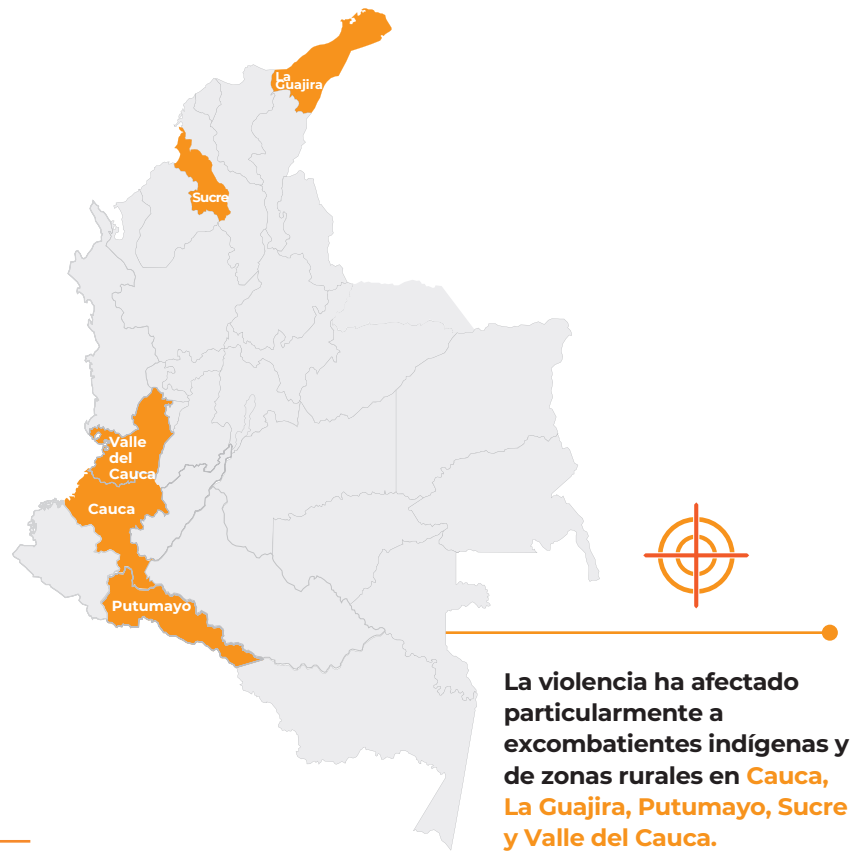 La
Guajira
Sucre
Valle
del
Cauca
Cauca
Putumayo
La violencia ha afectado
particularmente a
excombatientes indígenas y
de zonas rurales en Cauca,
La Guajira, Putumayo, Sucre
y Valle del Cauca.